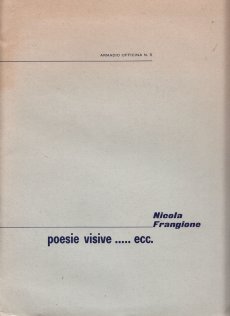 ARMADIO OFFICINA N. 5
Nicola
Frangione
poesie visive ..... ecc.